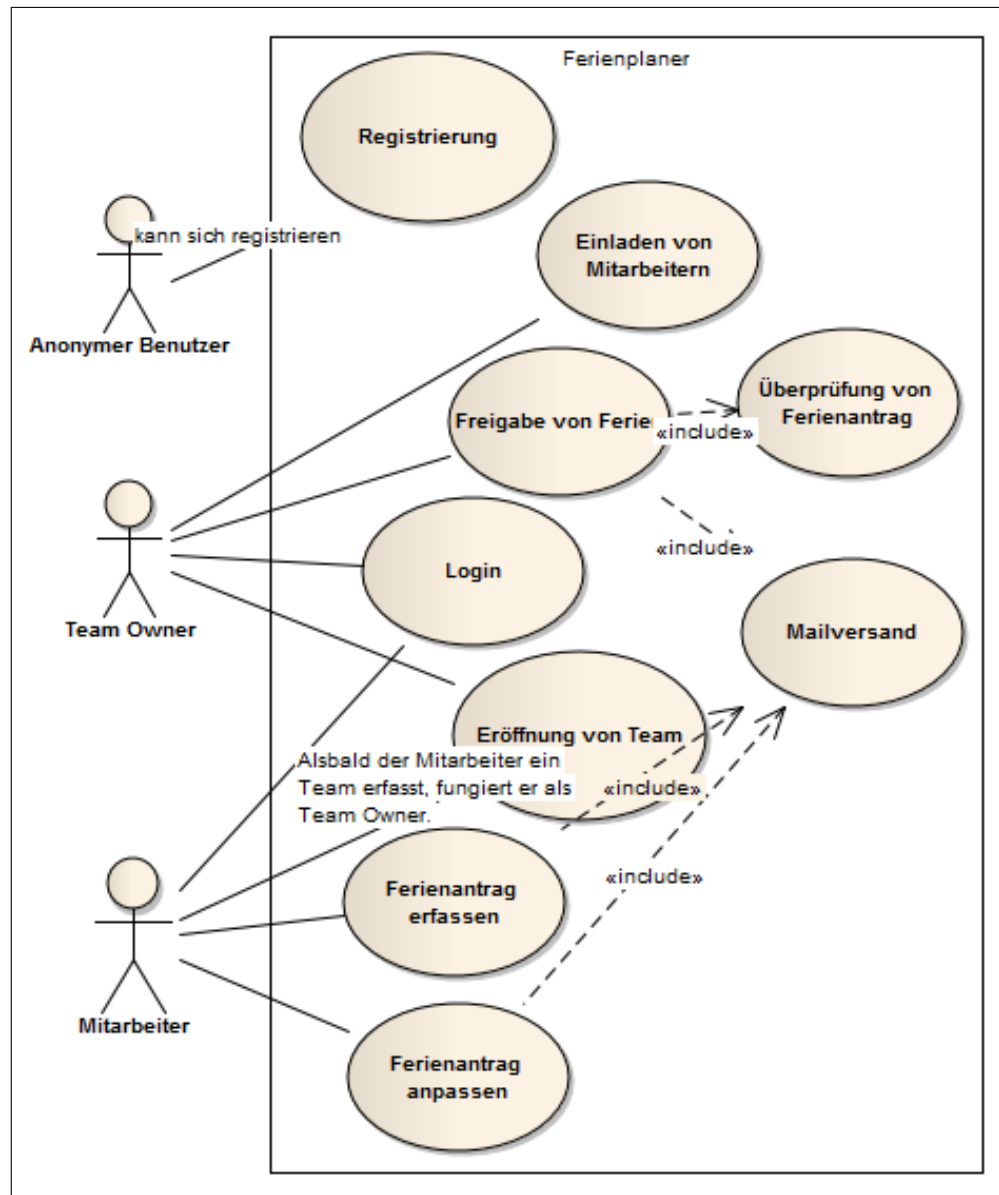 Ferienplaner
Registrierung
kann sich registrieren
Anonymer Benutzer
Einladen von
Mitarbeitern
Freigabe von Ferie
«include»
Überprüfung von
Ferienantrag
«include»
Team Owner
Login
Mailversand
Eröffnung von Team
Alsbald der Mitarbeiter ein
Team erfasst, fungiert er als
Team Owner.
«include»
«include»
Mitarbeiter
Ferienantrag
erfassen
Ferienantrag
anpassen